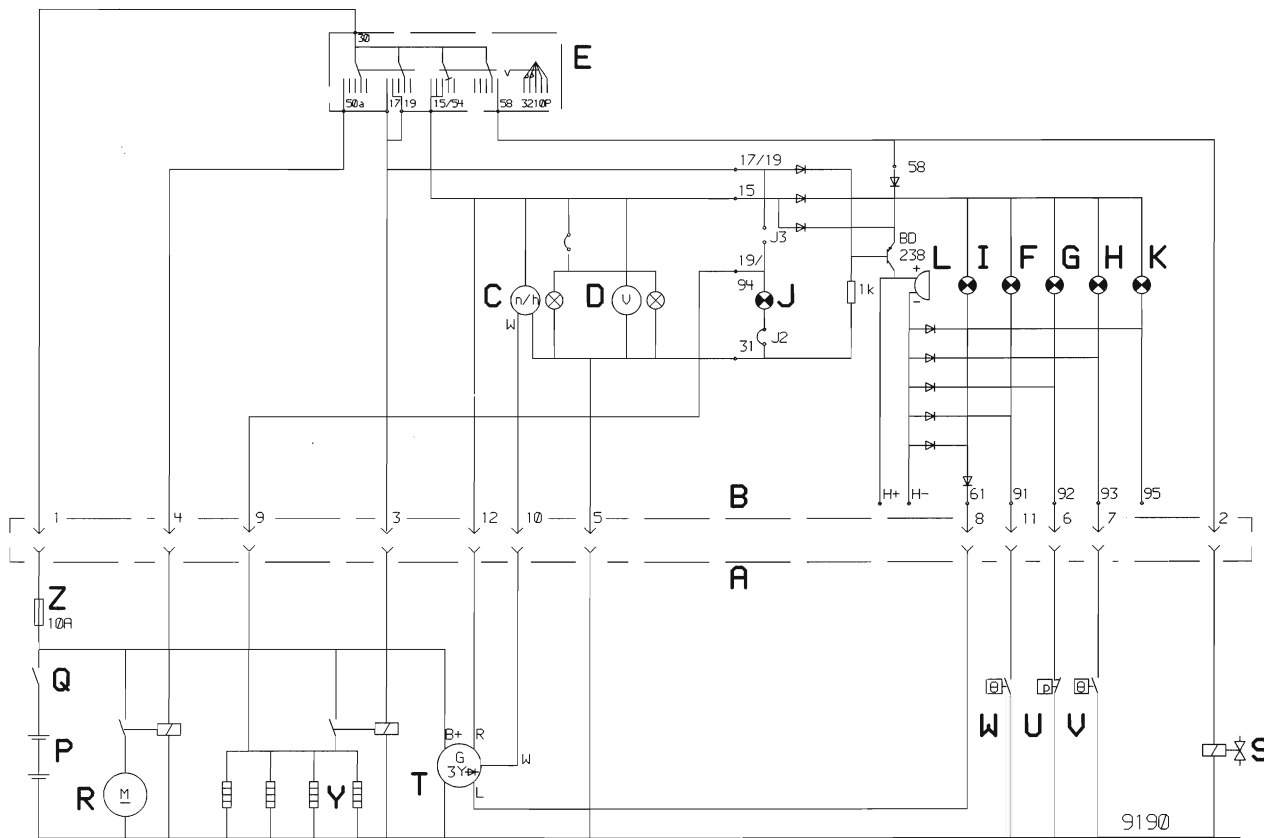 30
E
50a 17 19 15/54 58 3210P
17/19
58
15
J3
BD
238
19/
94
+
-
L I F G H K
C n/h D V J
1k
W
J2
31
B
H+ H- 61 91 92 93 95
1 4 9 3 12 10 5 8 11 6 7 2
A
Z
10A
Q
θ p θ
W U V
P
B+ R
G
3Y
W
L
S
R M Y T
9190